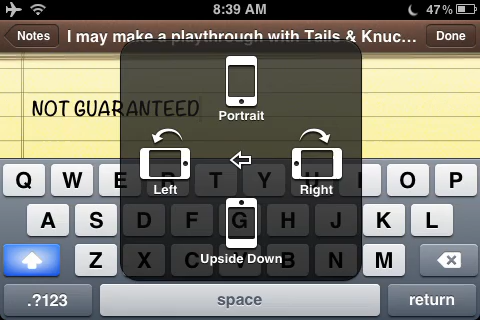 8:39 AM 47%
Notes I may make a playthrough with Tails & Knuc... Done
NOT GUARANTEED
Portrait
Left Right
Upside Down
Q W E R T Y I O P
A S D F G H J K L
Z X C B N M
.?123 space return